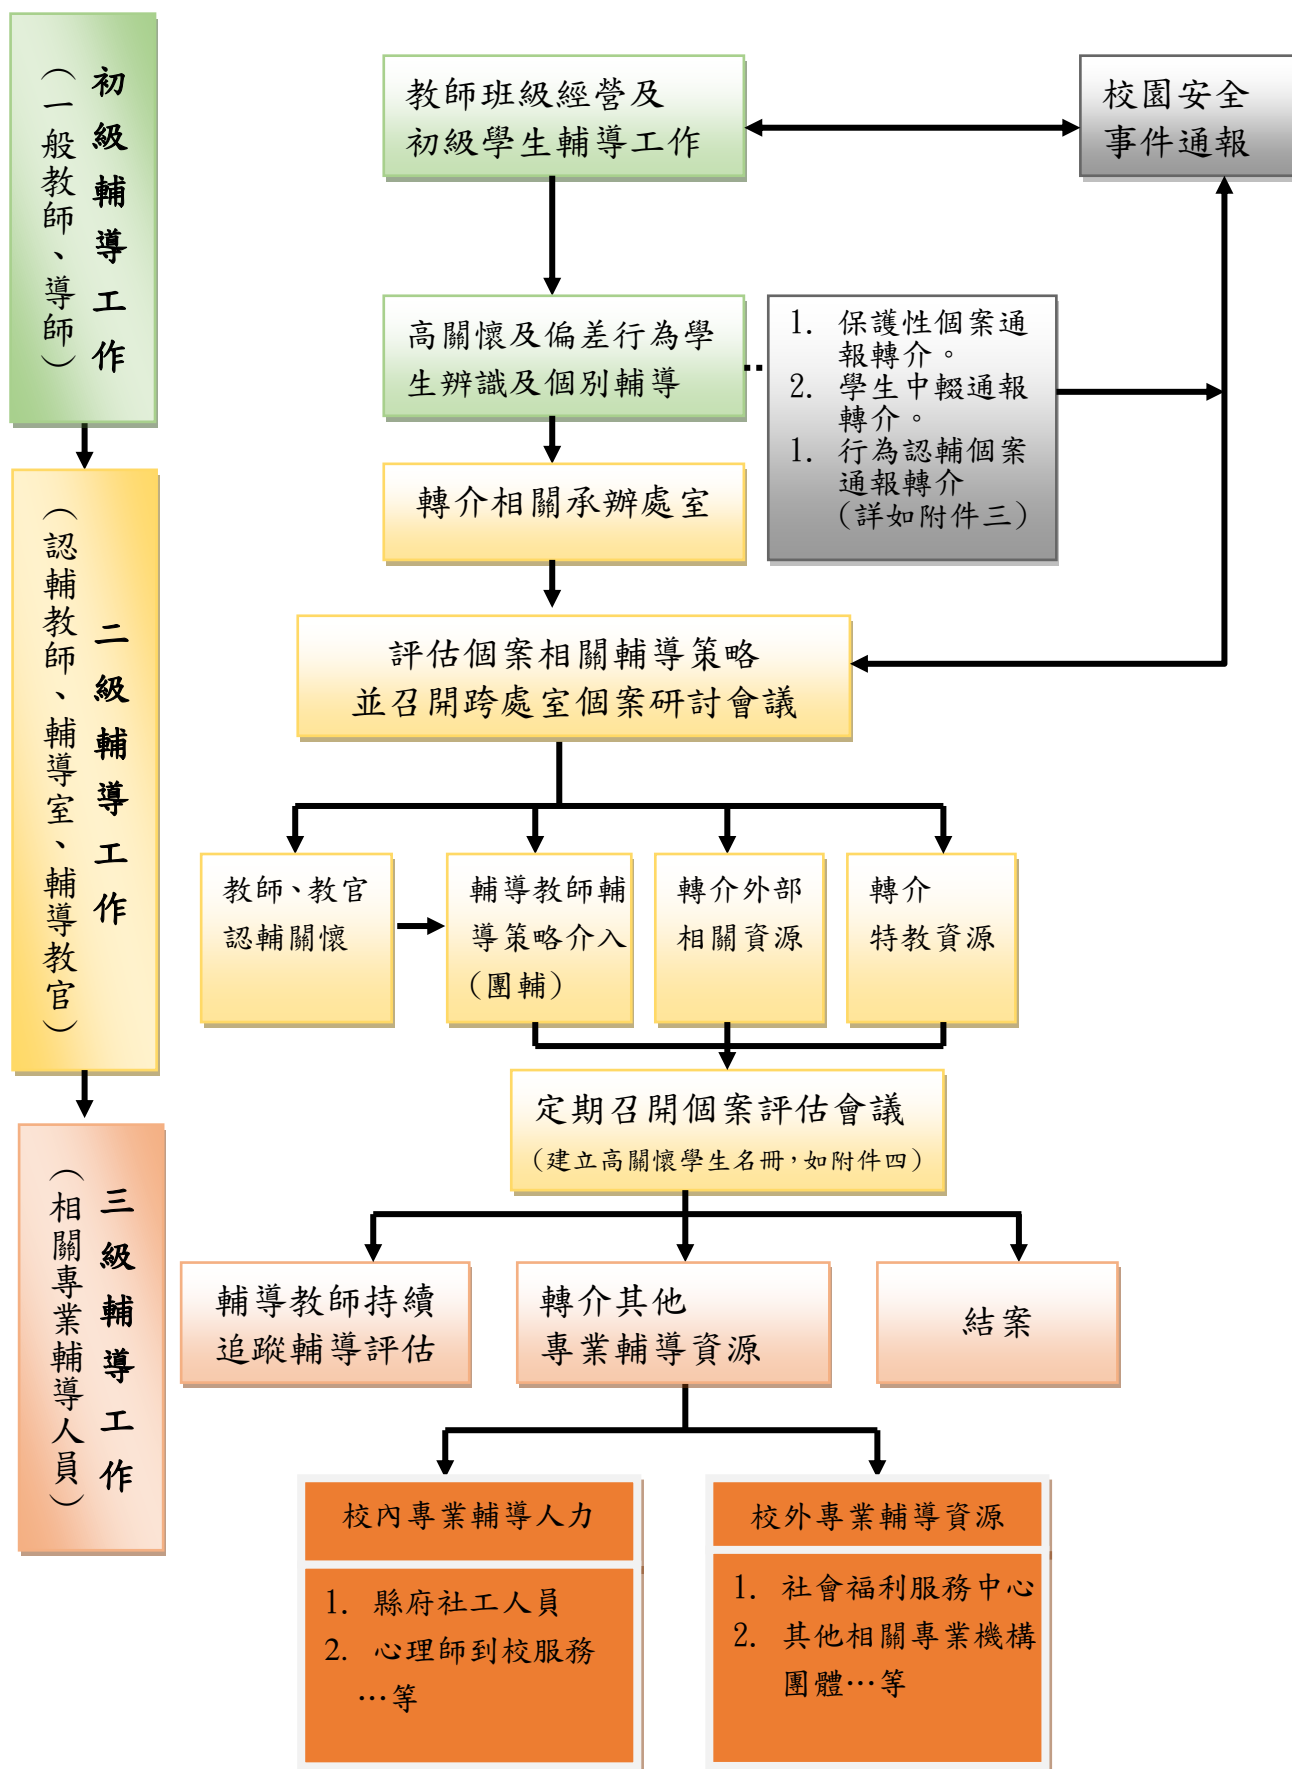 初級輔導工作
（一般教師、導師）
二級輔導工作
（認輔教師、輔導室、輔導教官）
三級輔導工作
（相關專業輔導人員）
教師班級經營及
初級學生輔導工作
校園安全
事件通報
高關懷及偏差行為學
生辨識及個別輔導
1. 保護性個案通
報轉介。
2. 學生中輟通報
轉介。
1. 行為認輔個案
通報轉介
(詳如附件三)
轉介相關承辦處室
評估個案相關輔導策略
並召開跨處室個案研討會議
教師、教官
認輔關懷
輔導教師輔
導策略介入
(團輔)
轉介外部
相關資源
轉介
特教資源
定期召開個案評估會議
(建立高關懷學生名冊，如附件四)
輔導教師持續
追蹤輔導評估
轉介其他
專業輔導資源
結案
校內專業輔導人力
1. 縣府社工人員
2. 心理師到校服務
…等
校外專業輔導資源
1. 社會福利服務中心
2. 其他相關專業機構
團體…等